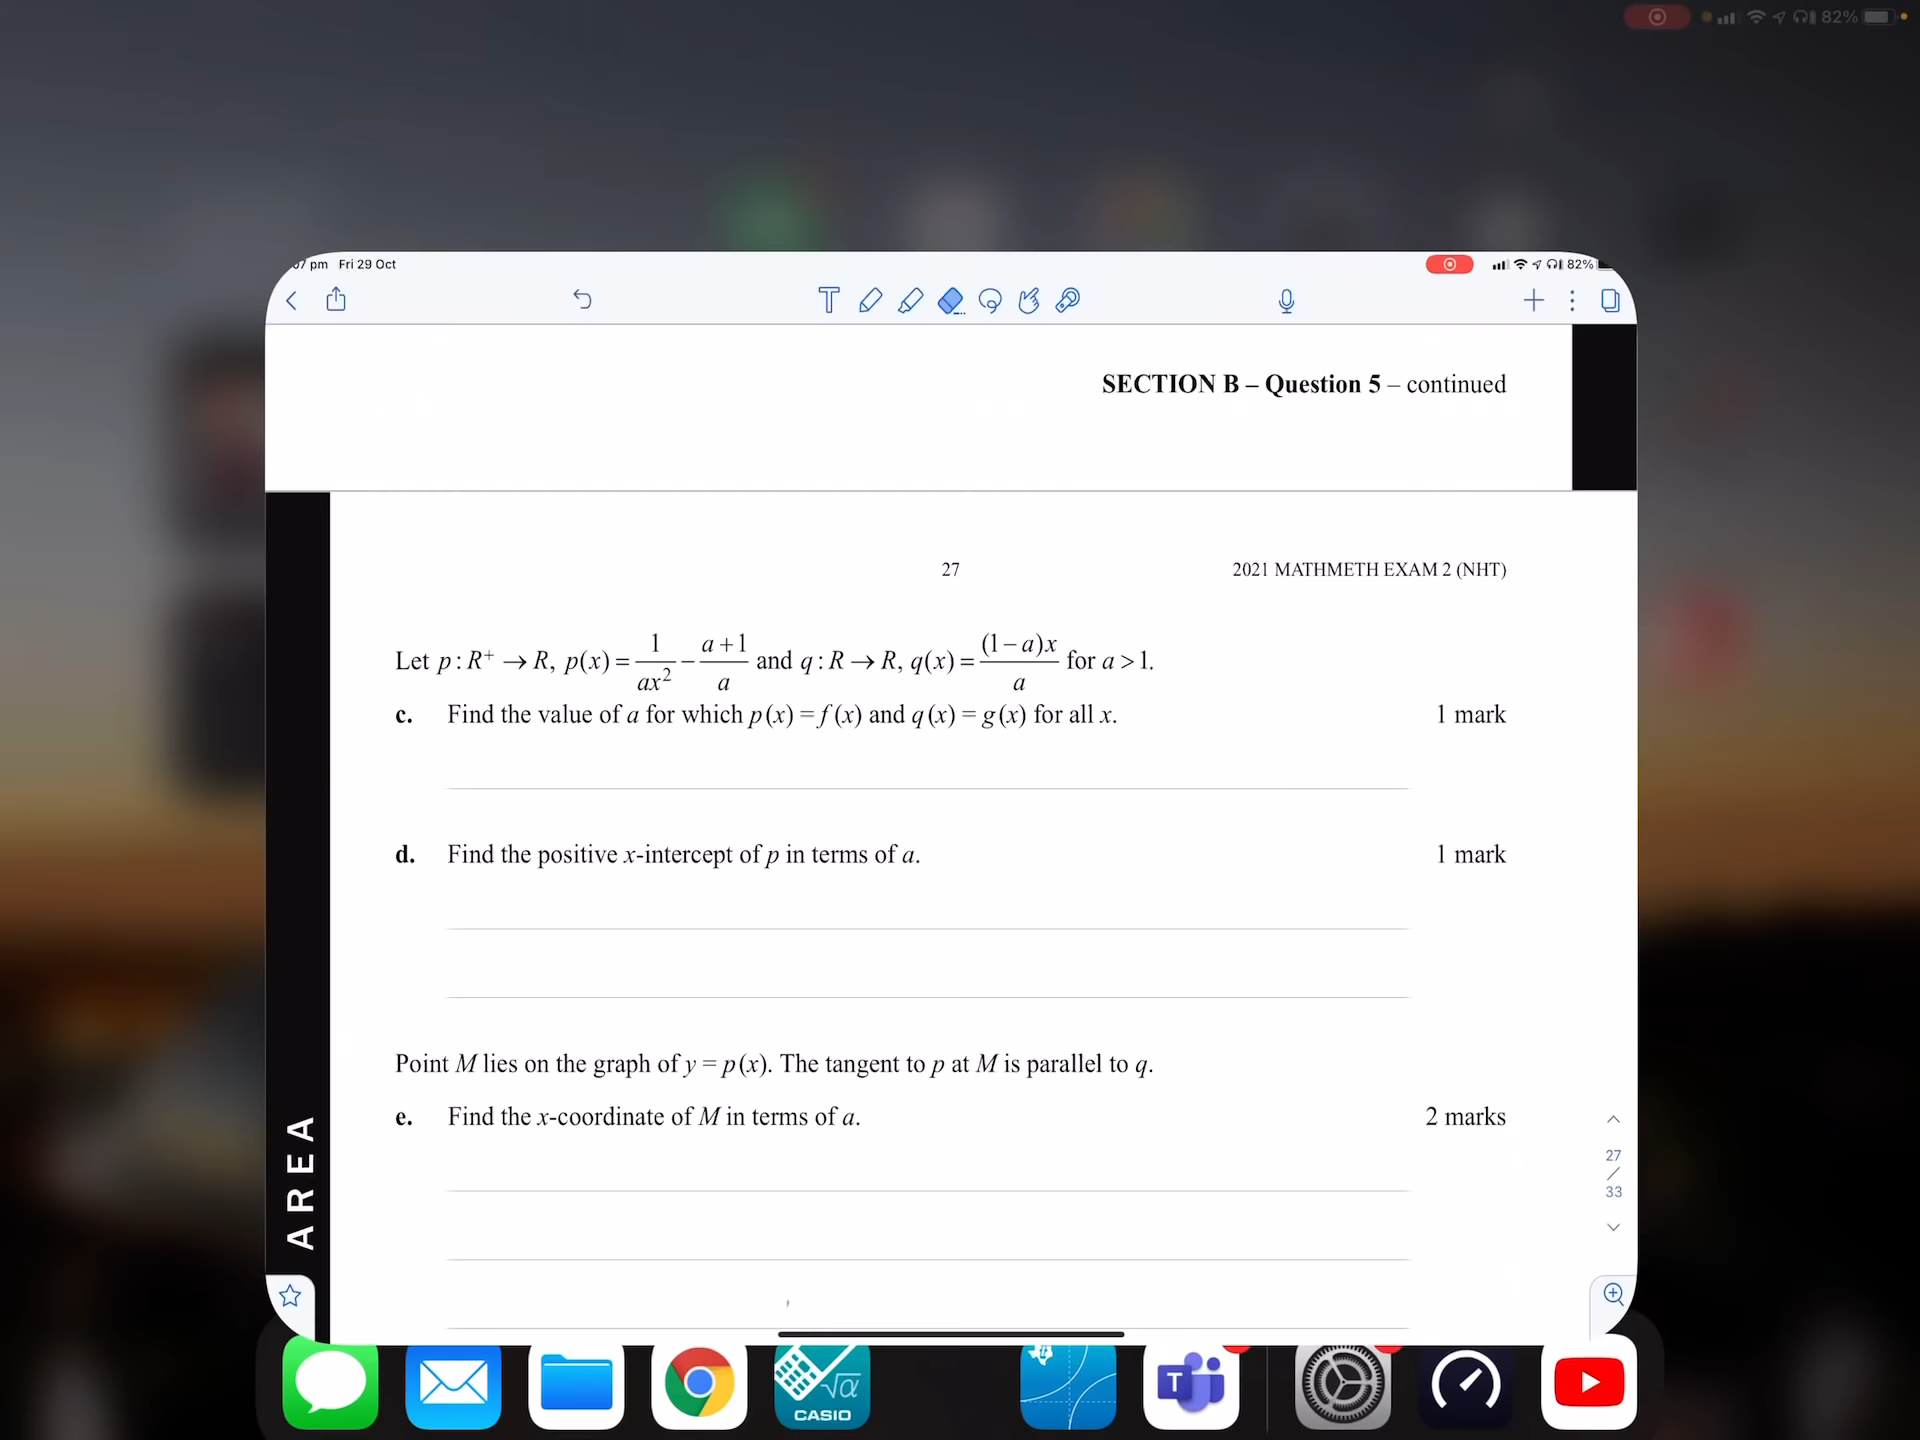 82%
07 pm Fri 29 Oct
82%
SECTION B – Question 5 – continued
27
2021 MATHMETH EXAM 2 (NHT)
Let p : R⁺ → R, p(x) = 1/(ax²) − (a + 1)/a and q : R → R, q(x) = ((1 − a)x)/a for a > 1.
c. Find the value of a for which p(x) = f(x) and q(x) = g(x) for all x. 1 mark
d. Find the positive x-intercept of p in terms of a. 1 mark
Point M lies on the graph of y = p(x). The tangent to p at M is parallel to q.
e. Find the x-coordinate of M in terms of a. 2 marks
27
/
33
AREA
√α
CASIO
T